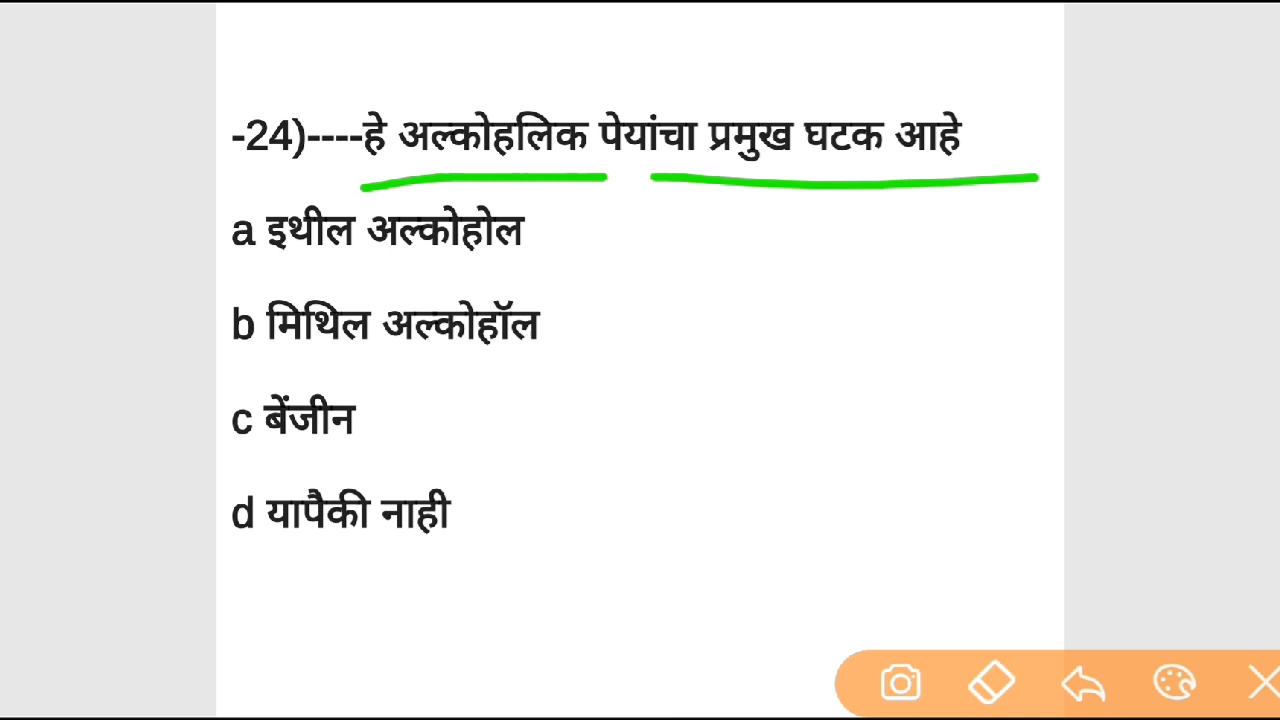 -24)----हे अल्कोहलिक पेयांचा प्रमुख घटक आहे
a इथील अल्कोहोल
b मिथिल अल्कोहॉल
c बेंजीन
d यापैकी नाही